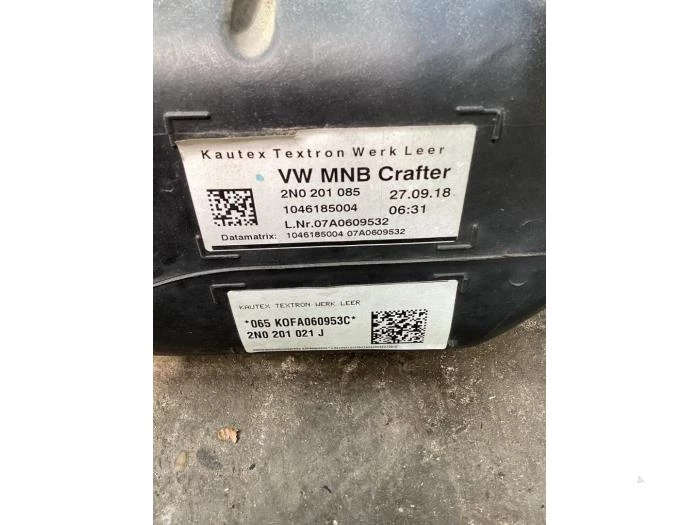 Kautex Textron Werk Leer
VW MNB Crafter
2N0 201 085 27.09.18
1046185004 06:31
L.Nr.07A0609532
Datamatrix: 1046185004 07A0609532
KAUTEX TEXTRON WERK LEER
*065 KOFA060953C*
2N0 201 021 J